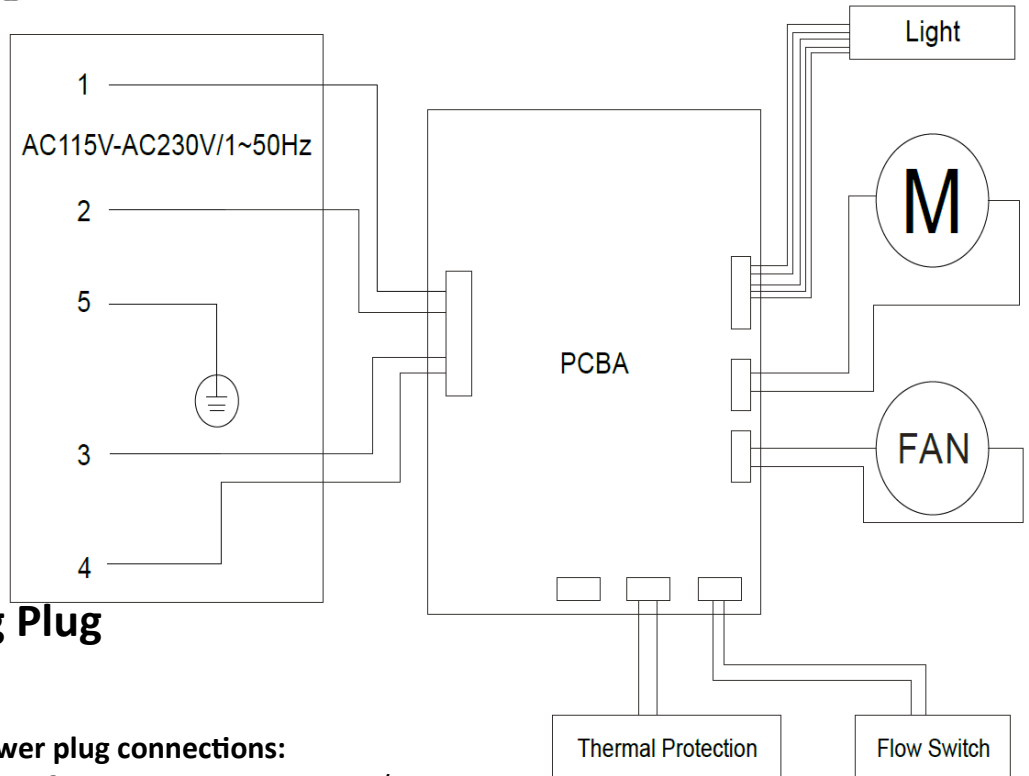 Light
1
AC115V-AC230V/1~50Hz
M
2
5
PCBA
FAN
3
4
Plug
plug connections:
Thermal Protection
Flow Switch